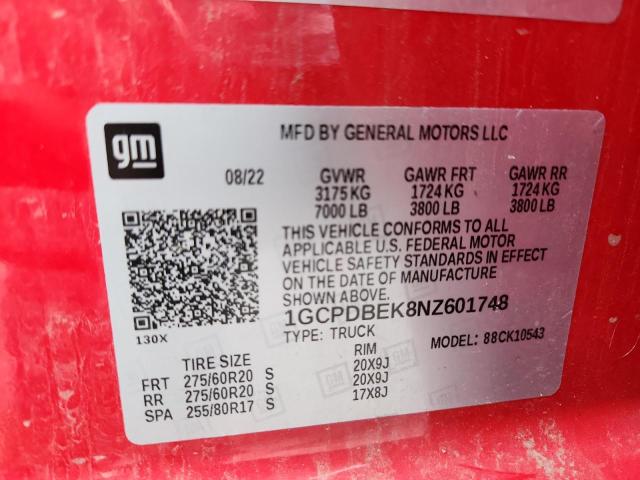 gm
MFD BY GENERAL MOTORS LLC
08/22 GVWR GAWR FRT GAWR RR
3175 KG 1724 KG 1724 KG
7000 LB 3800 LB 3800 LB
THIS VEHICLE CONFORMS TO ALL
APPLICABLE U.S. FEDERAL MOTOR
VEHICLE SAFETY STANDARDS IN EFFECT
ON THE DATE OF MANUFACTURE
SHOWN ABOVE.
1GCPDBEK8NZ601748
130X TYPE: TRUCK MODEL: 88CK10543
TIRE SIZE RIM
FRT 275/60R20 S 20X9J
RR 275/60R20 S 20X9J
SPA 255/80R17 S 17X8J